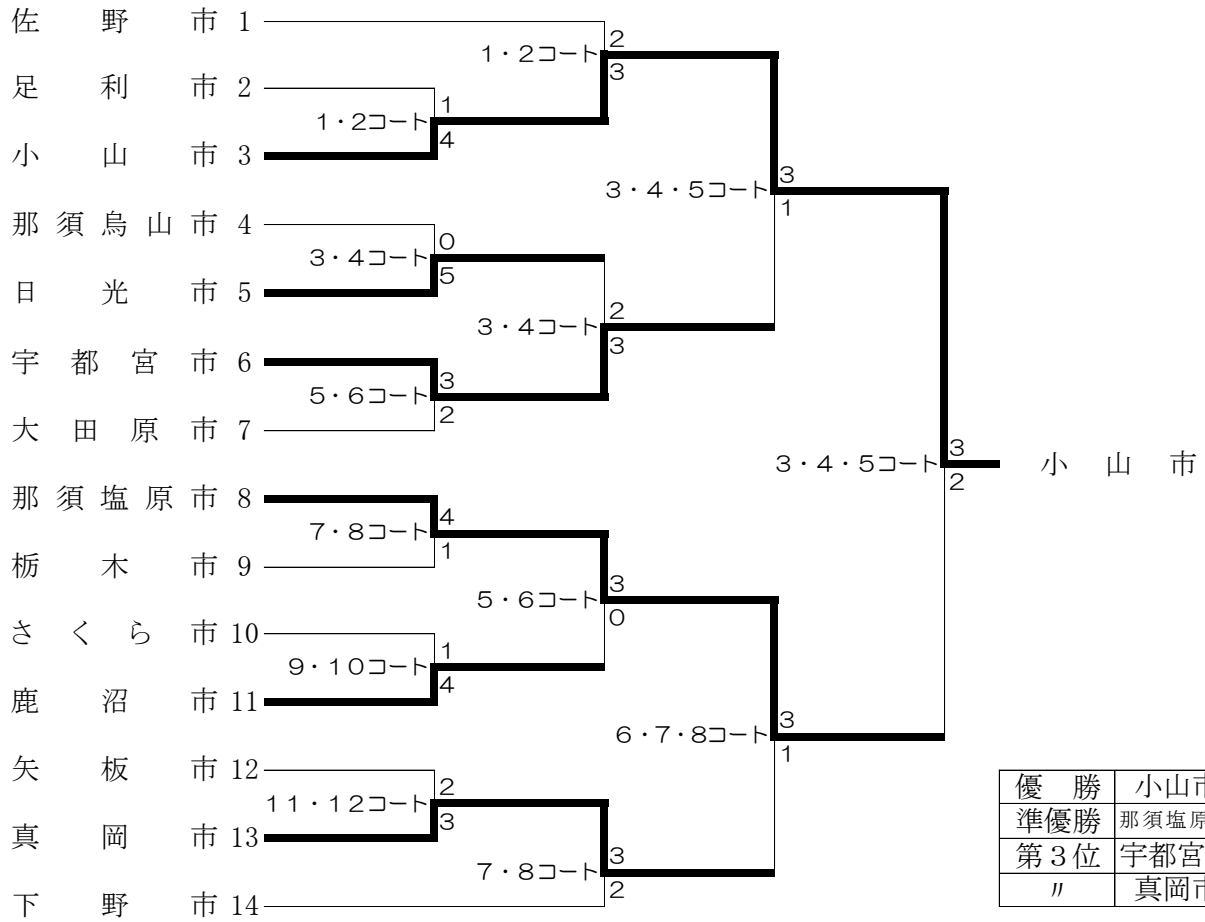 佐野市 1
2
1・2コート
3
足利市 2
1
1・2コート
4
小山市 3
3
3・4・5コート
1
那須烏山市 4
0
3・4コート
5
日光市 5
2
3・4コート
3
宇都宮市 6
3
5・6コート
2
大田原市 7
3
3・4・5コート 小山市
2
那須塩原市 8
4
7・8コート
1
栃木市 9
3
5・6コート
0
さくら市 10
1
9・10コート
4
鹿沼市 11
3
6・7・8コート
1
矢板市 12
2
11・12コート
3
真岡市 13
3
7・8コート
2
下野市 14
優勝 小山市
準優勝 那須塩原
第3位 宇都宮
〃 真岡市